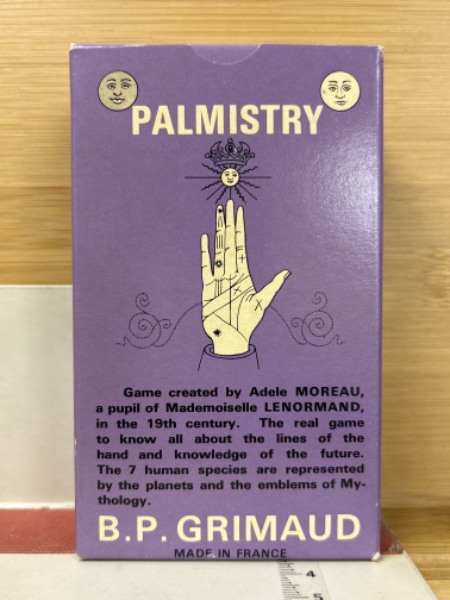 PALMISTRY
Game created by Adele MOREAU,
a pupil of Mademoiselle LENORMAND,
in the 19th century. The real game
to know all about the lines of the
hand and knowledge of the future.
The 7 human species are represented
by the planets and the emblems of My-
thology.
B.P. GRIMAUD
MADE IN FRANCE
4
5